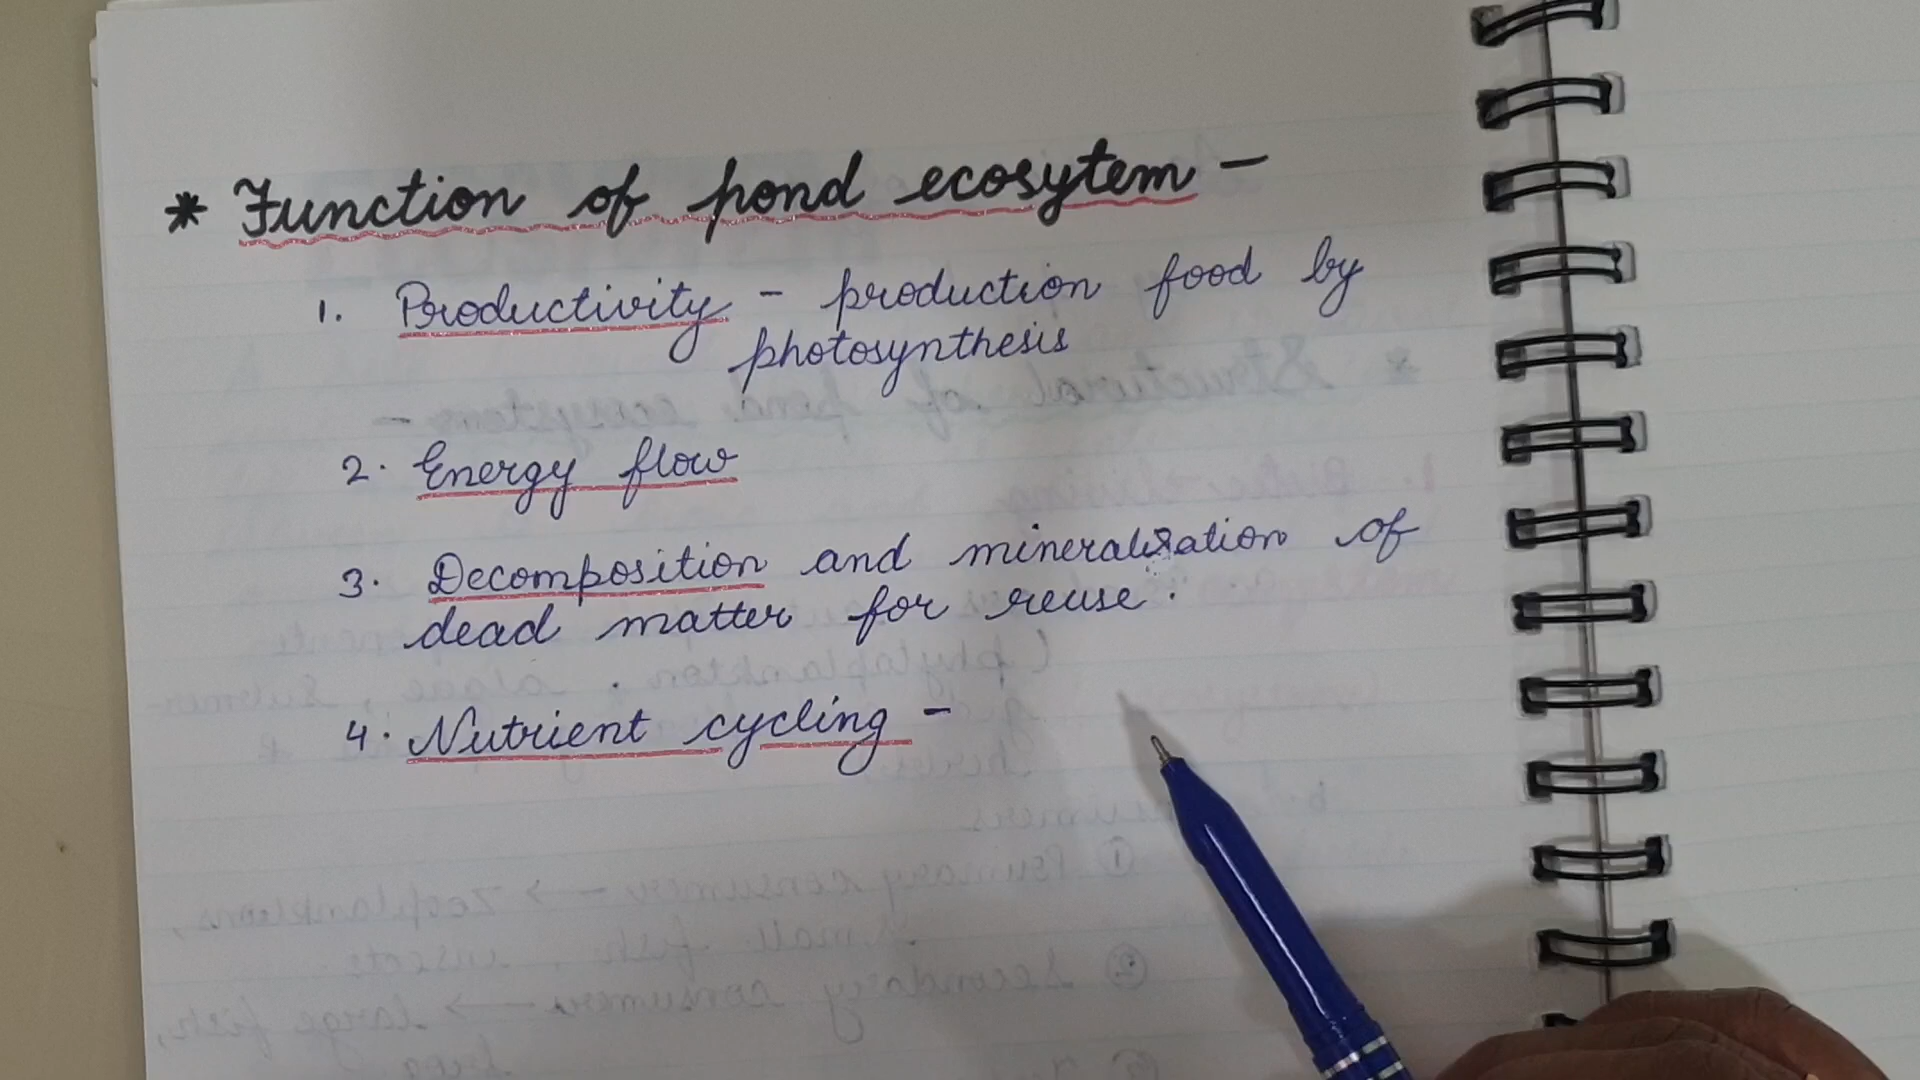 * Function of pond ecosytem -
1. Productivity - production food by
photosynthesis
2. Energy flow
3. Decomposition and mineralization of
dead matter for reuse.
4. Nutrient cycling -